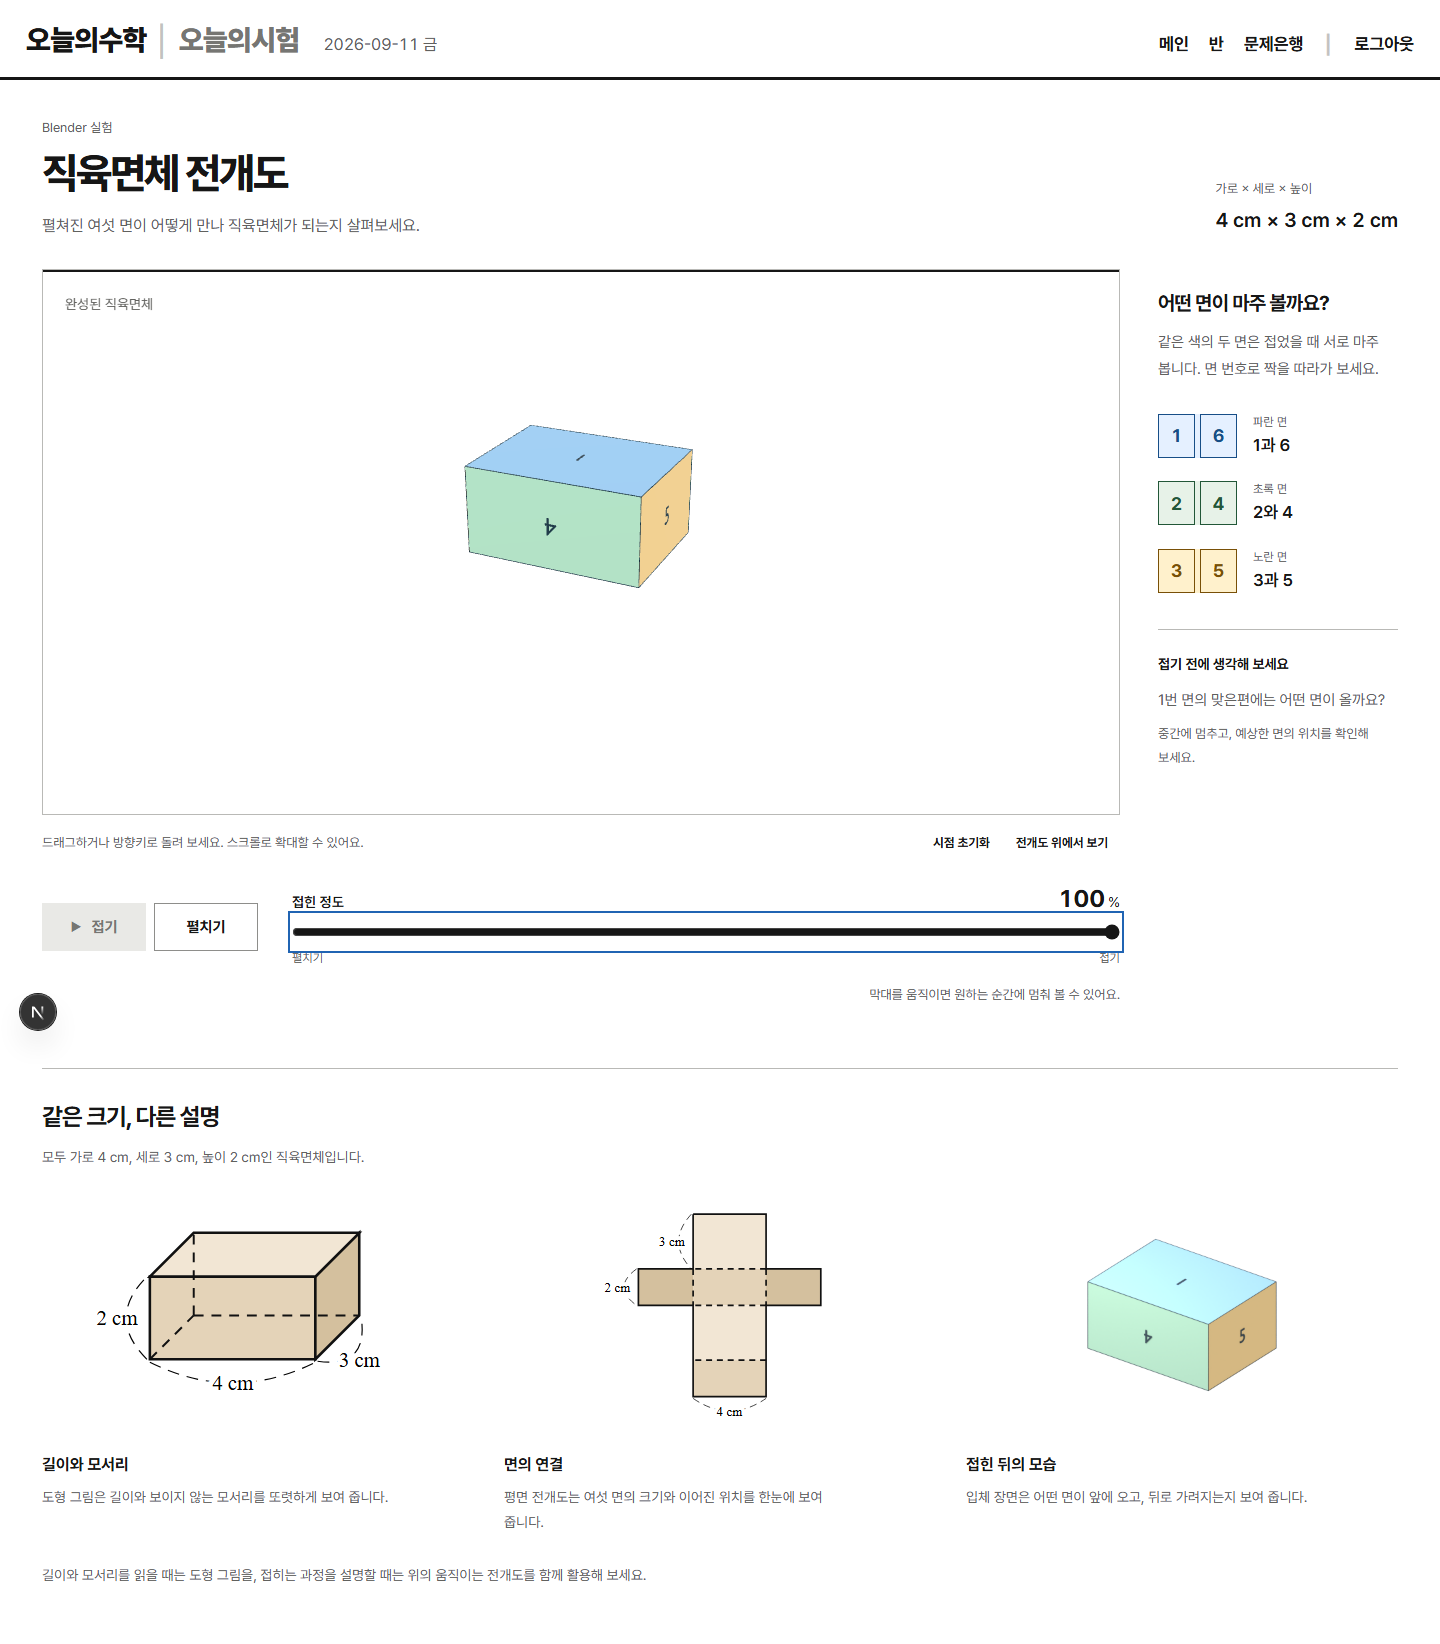 오늘의수학 | 오늘의시험 2026-09-11 금
메인 반 문제은행 | 로그아웃
Blender 실험
직육면체 전개도
펼쳐진 여섯 면이 어떻게 만나 직육면체가 되는지 살펴보세요.
가로 × 세로 × 높이
4 cm × 3 cm × 2 cm
완성된 직육면체
1
4
5
드래그하거나 방향키로 돌려 보세요. 스크롤로 확대할 수 있어요.
시점 초기화 전개도 위에서 보기
▶ 접기
펼치기
접힌 정도
100 %
펼치기
접기
막대를 움직이면 원하는 순간에 멈춰 볼 수 있어요.
어떤 면이 마주 볼까요?
같은 색의 두 면은 접었을 때 서로 마주
봅니다. 면 번호로 짝을 따라가 보세요.
1 6
파란 면
1과 6
2 4
초록 면
2와 4
3 5
노란 면
3과 5
접기 전에 생각해 보세요
1번 면의 맞은편에는 어떤 면이 올까요?
중간에 멈추고, 예상한 면의 위치를 확인해
보세요.
N
같은 크기, 다른 설명
모두 가로 4 cm, 세로 3 cm, 높이 2 cm인 직육면체입니다.
2 cm
3 cm
4 cm
길이와 모서리
도형 그림은 길이와 보이지 않는 모서리를 또렷하게 보여 줍니다.
3 cm
2 cm
4 cm
면의 연결
평면 전개도는 여섯 면의 크기와 이어진 위치를 한눈에 보여
줍니다.
1
4
5
접힌 뒤의 모습
입체 장면은 어떤 면이 앞에 오고, 뒤로 가려지는지 보여 줍니다.
길이와 모서리를 읽을 때는 도형 그림을, 접히는 과정을 설명할 때는 위의 움직이는 전개도를 함께 활용해 보세요.